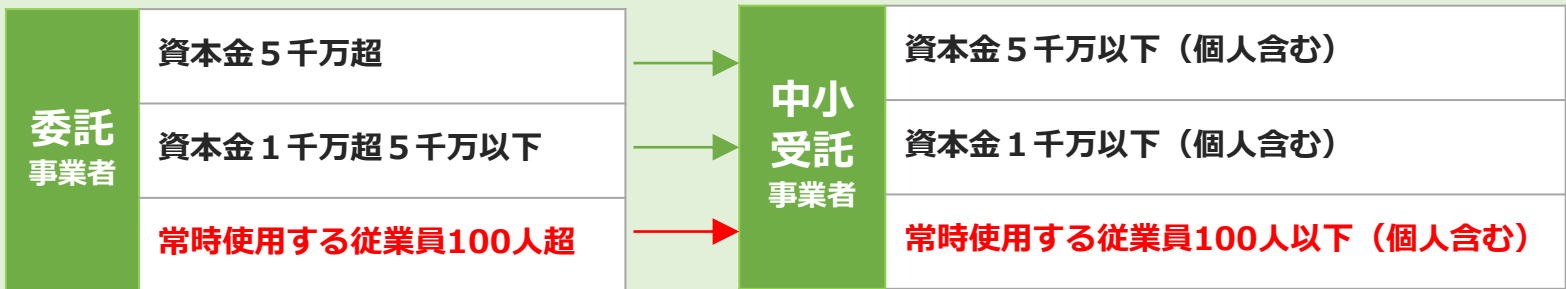 委託
事業者
資本金５千万超
資本金１千万超５千万以下
常時使用する従業員100人超
中小
受託
事業者
資本金５千万以下（個人含む）
資本金１千万以下（個人含む）
常時使用する従業員100人以下（個人含む）